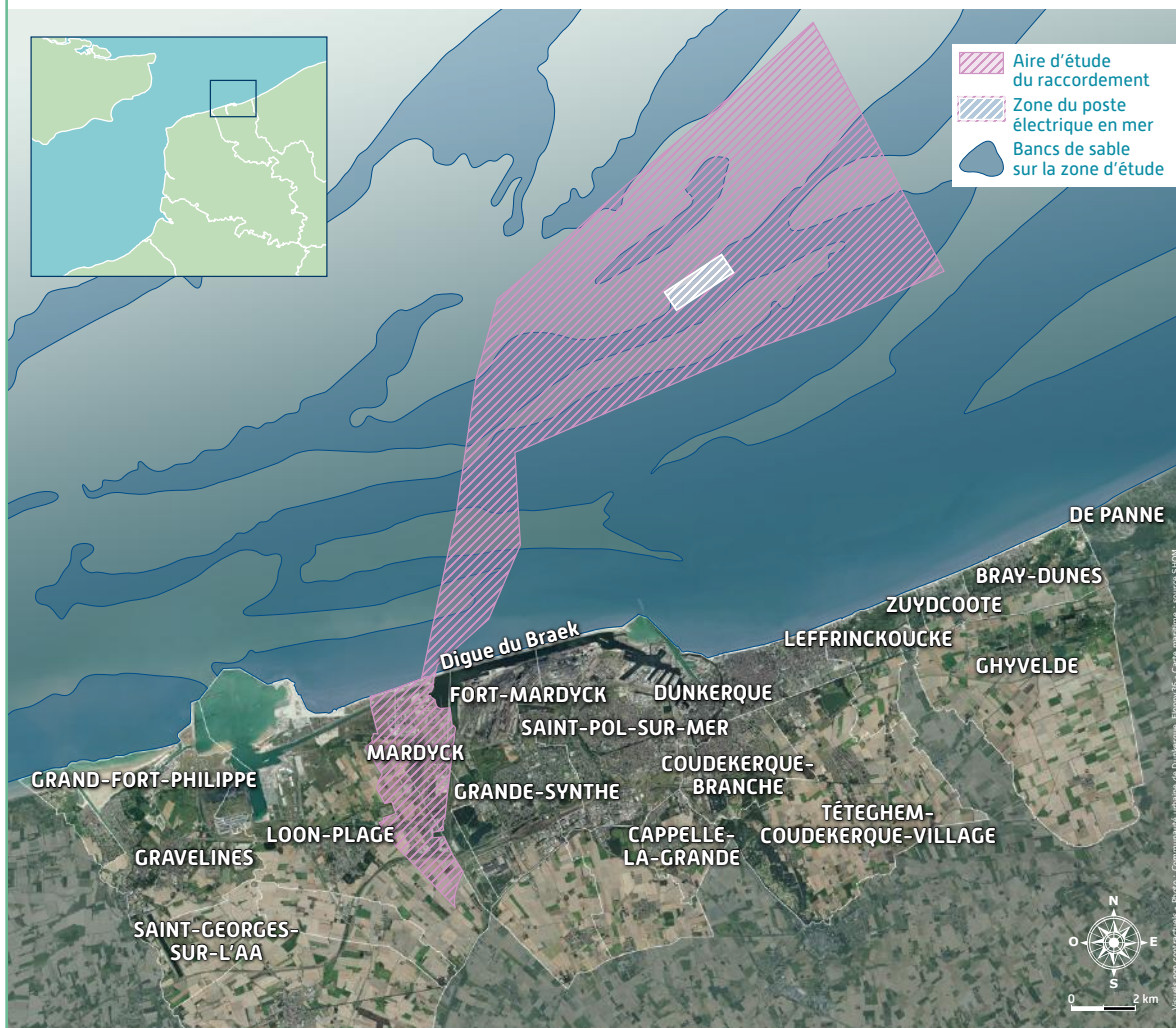 Aire d'étude
du raccordement
Zone du poste
électrique en mer
Bancs de sable
sur la zone d'étude
DE PANNE
BRAY-DUNES
ZUYDCOOTE
LEFFRINCKOUCKE
GHYVELDE
Digue du Braek
FORT-MARDYCK
DUNKERQUE
SAINT-POL-SUR-MER
MARDYCK
COUDEKERQUE-
BRANCHE
GRAND-FORT-PHILIPPE
GRANDE-SYNTHE
TÉTEGHEM-
COUDEKERQUE-VILLAGE
LOON-PLAGE
CAPPELLE-
LA-GRANDE
GRAVELINES
SAINT-GEORGES-
SUR-L'AA
N
O
E
S
0
2 km